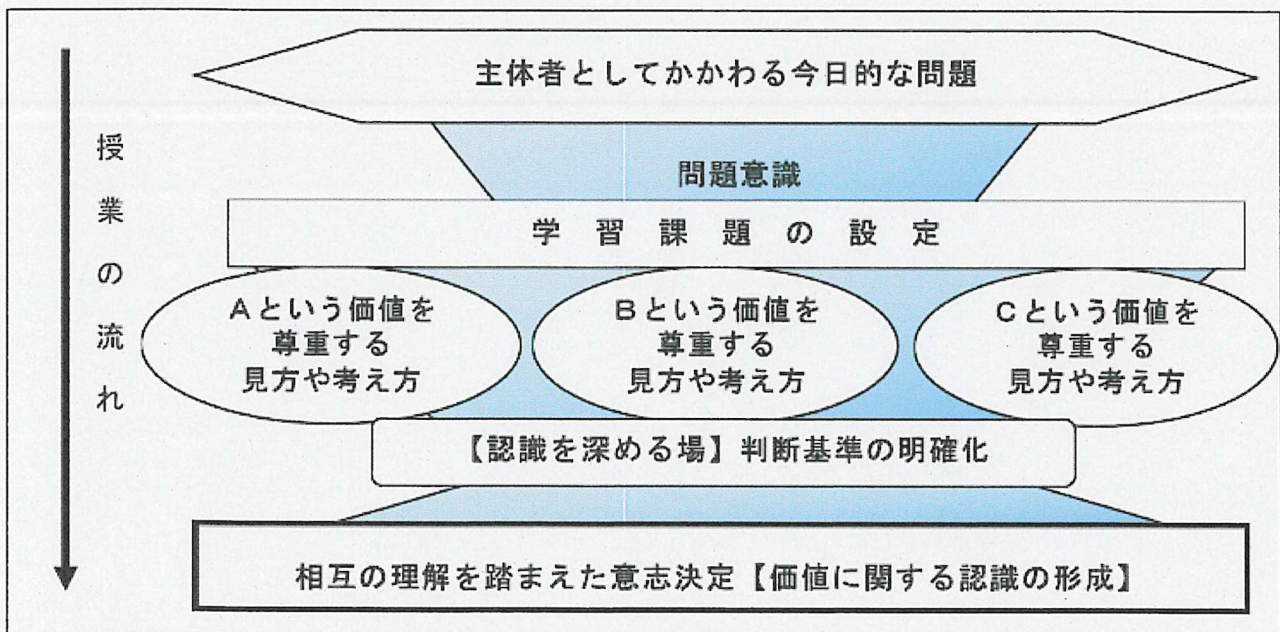 主体者としてかかわる今日的な問題
授業の流れ
問題意識
学習課題の設定
Aという価値を
尊重する
見方や考え方
Bという価値を
尊重する
見方や考え方
Cという価値を
尊重する
見方や考え方
【認識を深める場】判断基準の明確化
相互の理解を踏まえた意志決定【価値に関する認識の形成】